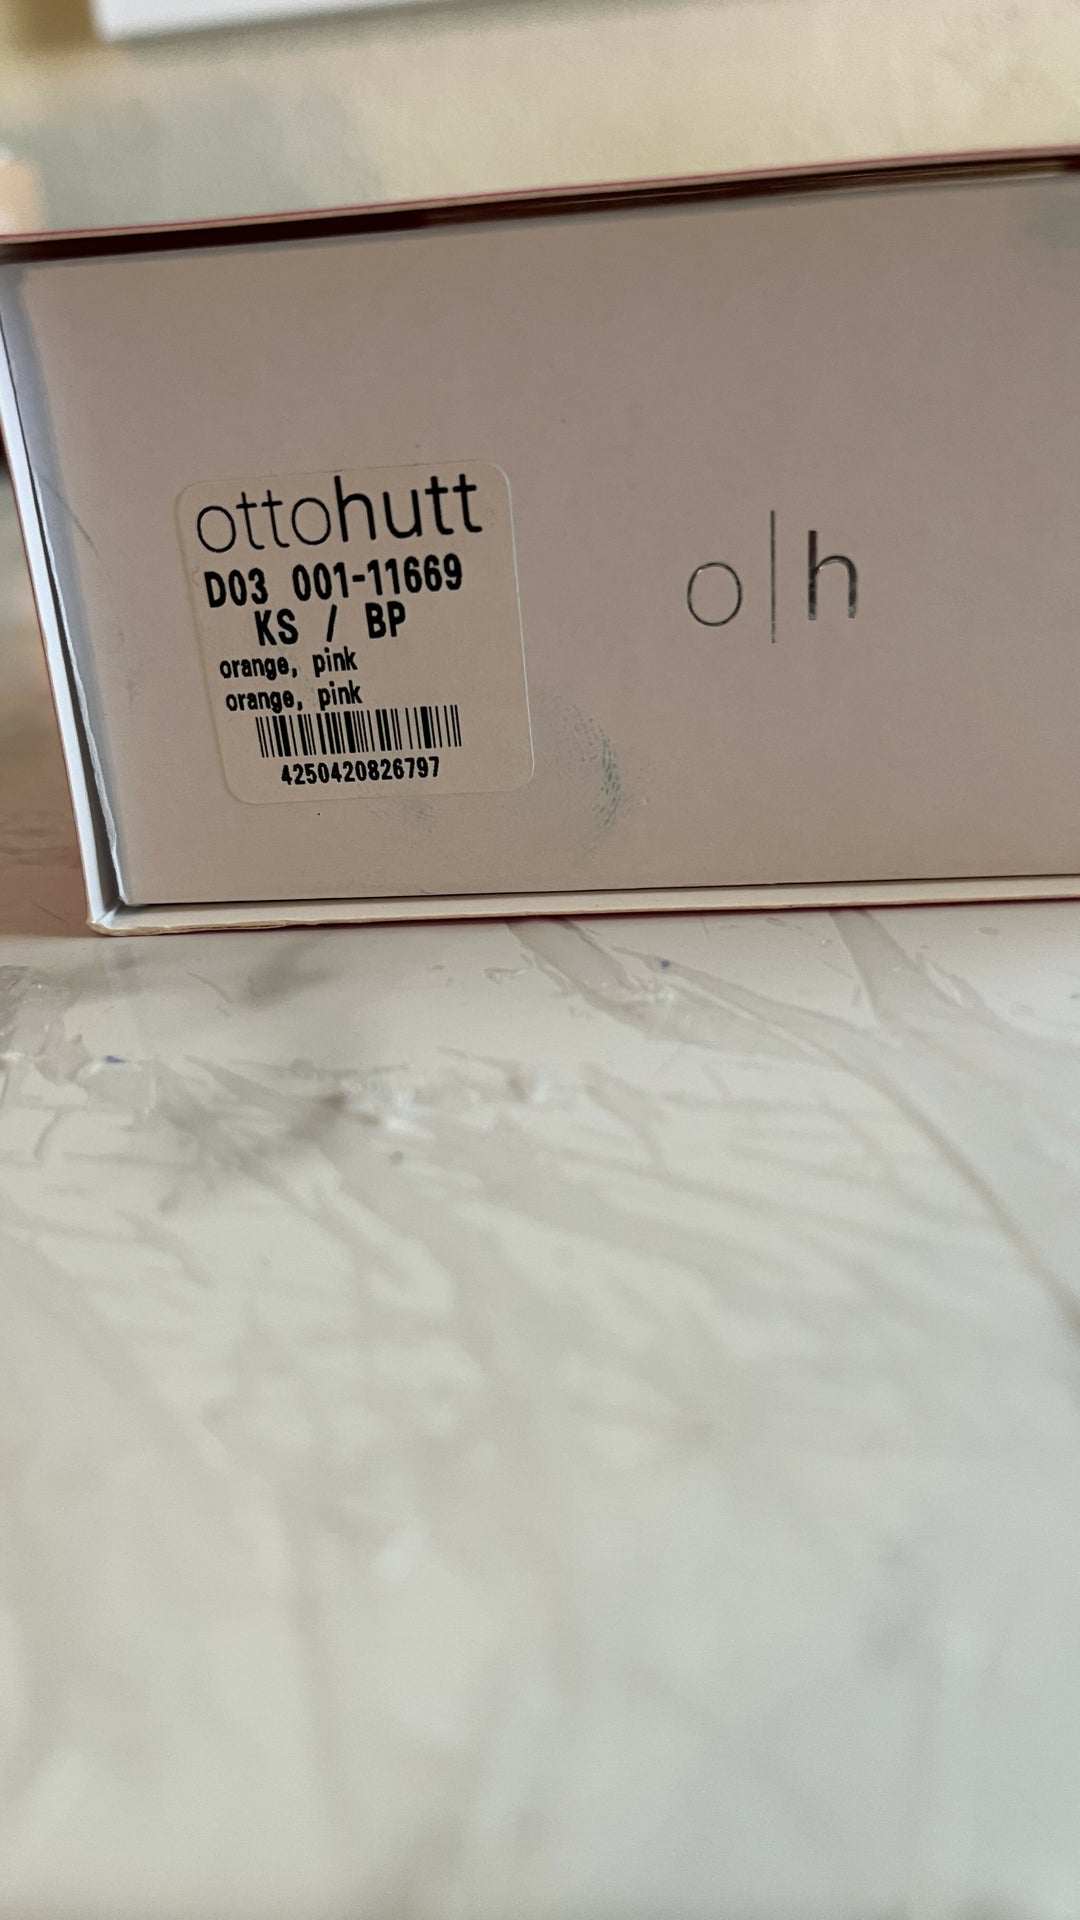 ottohutt
D03 001-11669
KS / BP
orange, pink
orange, pink
4250420826797
o|h